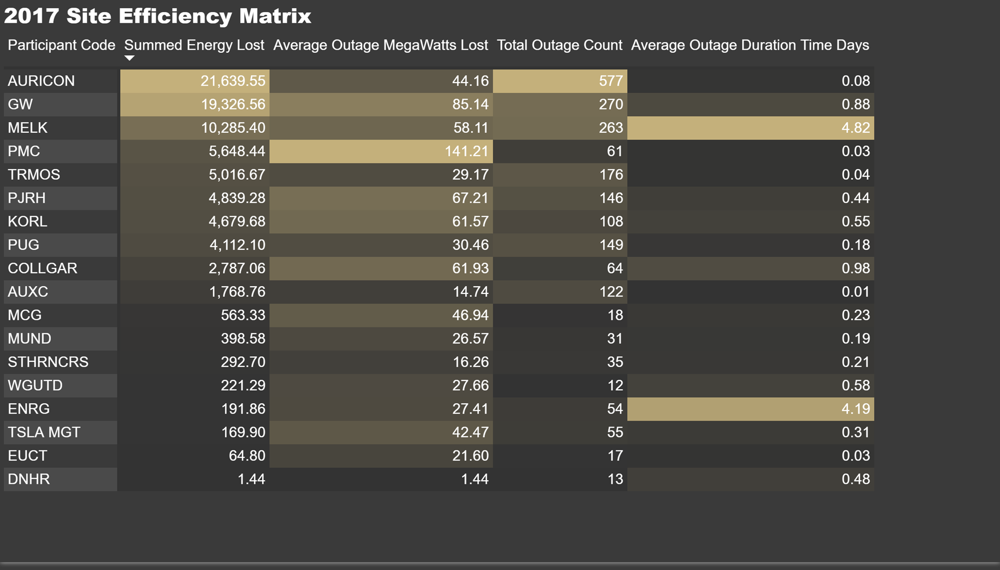 2017 Site Efficiency Matrix
Participant Code Summed Energy Lost Average Outage MegaWatts Lost Total Outage Count Average Outage Duration Time Days
AURICON 21,639.55 44.16 577 0.08
GW 19,326.56 85.14 270 0.88
MELK 10,285.40 58.11 263 4.82
PMC 5,648.44 141.21 61 0.03
TRMOS 5,016.67 29.17 176 0.04
PJRH 4,839.28 67.21 146 0.44
KORL 4,679.68 61.57 108 0.55
PUG 4,112.10 30.46 149 0.18
COLLGAR 2,787.06 61.93 64 0.98
AUXC 1,768.76 14.74 122 0.01
MCG 563.33 46.94 18 0.23
MUND 398.58 26.57 31 0.19
STHRNCRS 292.70 16.26 35 0.21
WGUTD 221.29 27.66 12 0.58
ENRG 191.86 27.41 54 4.19
TSLA MGT 169.90 42.47 55 0.31
EUCT 64.80 21.60 17 0.03
DNHR 1.44 1.44 13 0.48